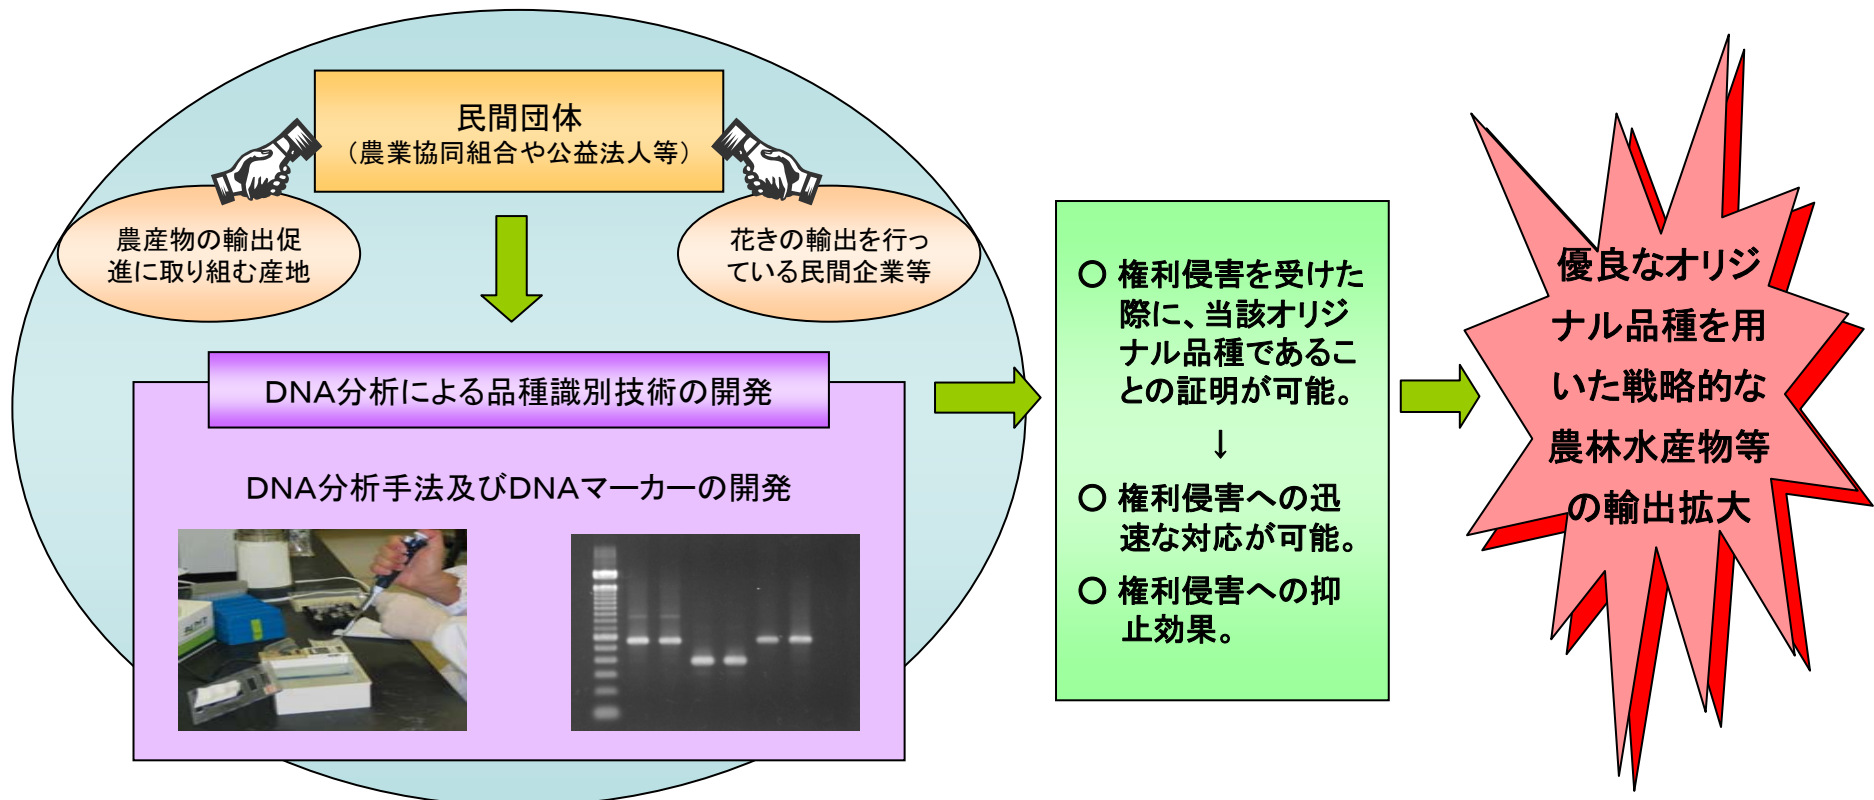 民間団体
（農業協同組合や公益法人等）
農産物の輸出促
進に取り組む産地
花きの輸出を行っ
ている民間企業等
DNA分析による品種識別技術の開発
DNA分析手法及びDNAマーカーの開発
○ 権利侵害を受けた
際に、当該オリジ
ナル品種であるこ
との証明が可能。
↓
○ 権利侵害への迅
速な対応が可能。
○ 権利侵害への抑
止効果。
優良なオリジ
ナル品種を用
いた戦略的な
農林水産物等
の輸出拡大